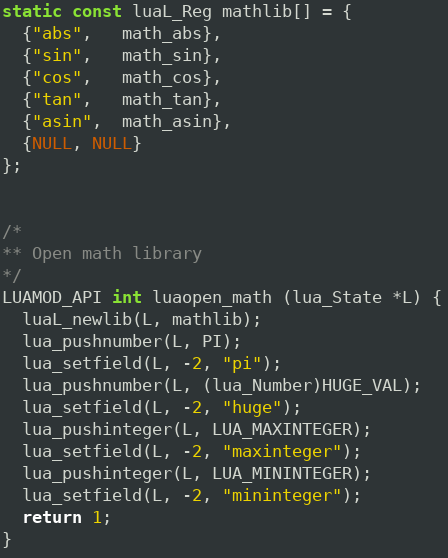 static const luaL_Reg mathlib[] = {
  {"abs",   math_abs},
  {"sin",   math_sin},
  {"cos",   math_cos},
  {"tan",   math_tan},
  {"asin",  math_asin},
  {NULL, NULL}
};


/*
** Open math library
*/
LUAMOD_API int luaopen_math (lua_State *L) {
  luaL_newlib(L, mathlib);
  lua_pushnumber(L, PI);
  lua_setfield(L, -2, "pi");
  lua_pushnumber(L, (lua_Number)HUGE_VAL);
  lua_setfield(L, -2, "huge");
  lua_pushinteger(L, LUA_MAXINTEGER);
  lua_setfield(L, -2, "maxinteger");
  lua_pushinteger(L, LUA_MININTEGER);
  lua_setfield(L, -2, "mininteger");
  return 1;
}